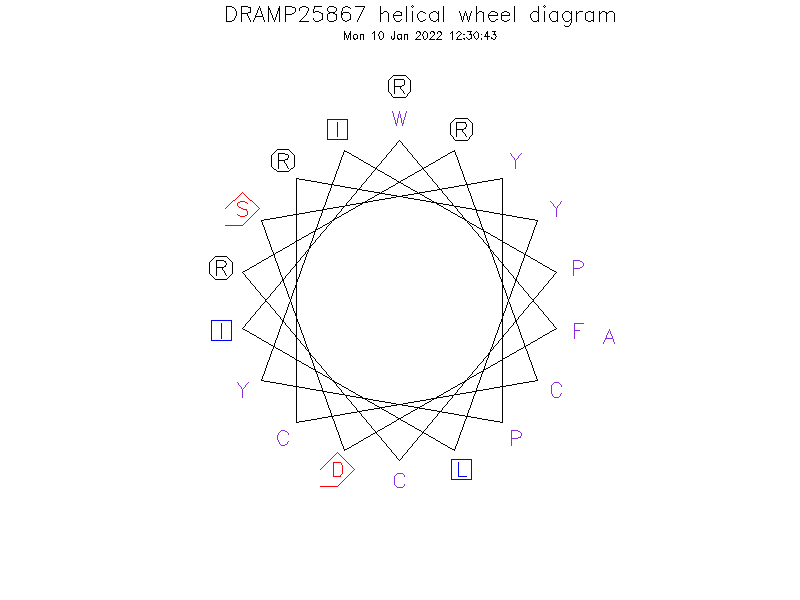 DRAMP25867 helical wheel diagram
Mon 10 Jan 2022 12:30:43
R
W
I R
R Y
S Y
R P
I F A
Y C
C P
D L
C